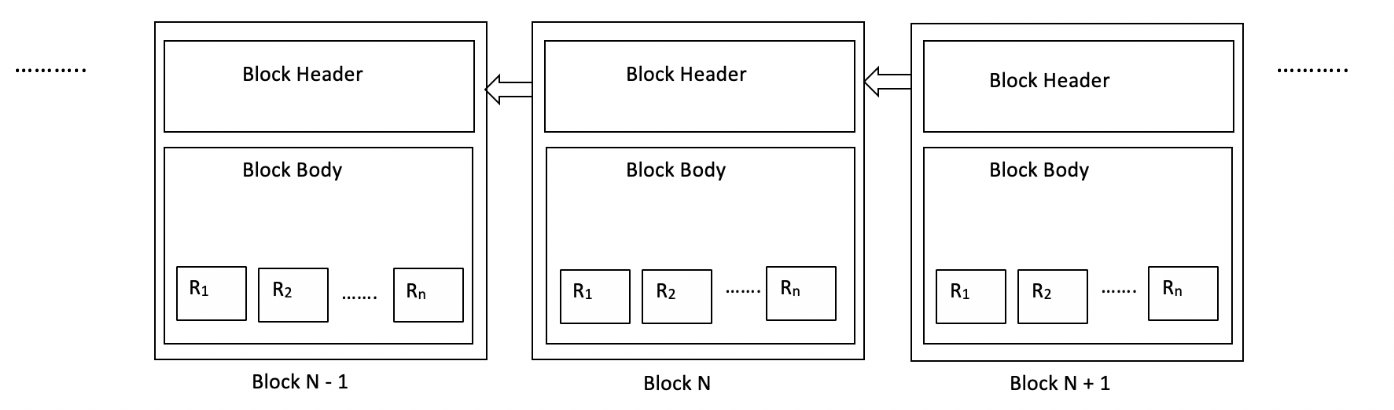 ………..
Block Header
Block Header
Block Header
………..
Block Body
Block Body
Block Body
R1 R2 ……. Rn
R1 R2 ……. Rn
R1 R2 ……. Rn
Block N - 1
Block N
Block N + 1